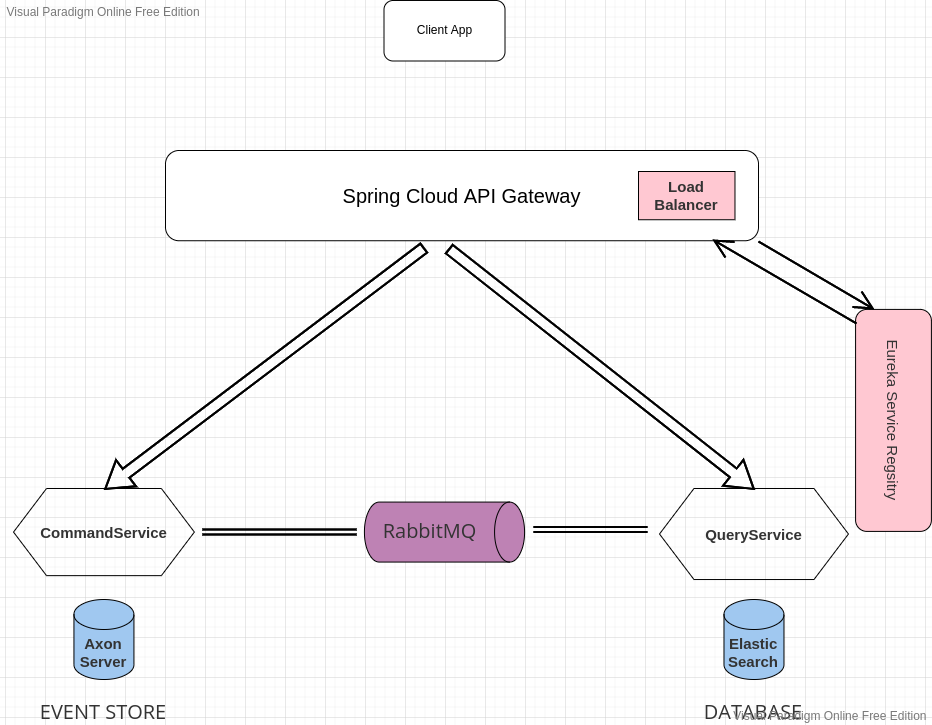 Visual Paradigm Online Free Edition
Client App
Spring Cloud API Gateway
Load
Balancer
Eureka Service Regsitry
CommandService
RabbitMQ
QueryService
Axon
Server
Elastic
Search
EVENT STORE
DATABASE
Visual Paradigm Online Free Edition